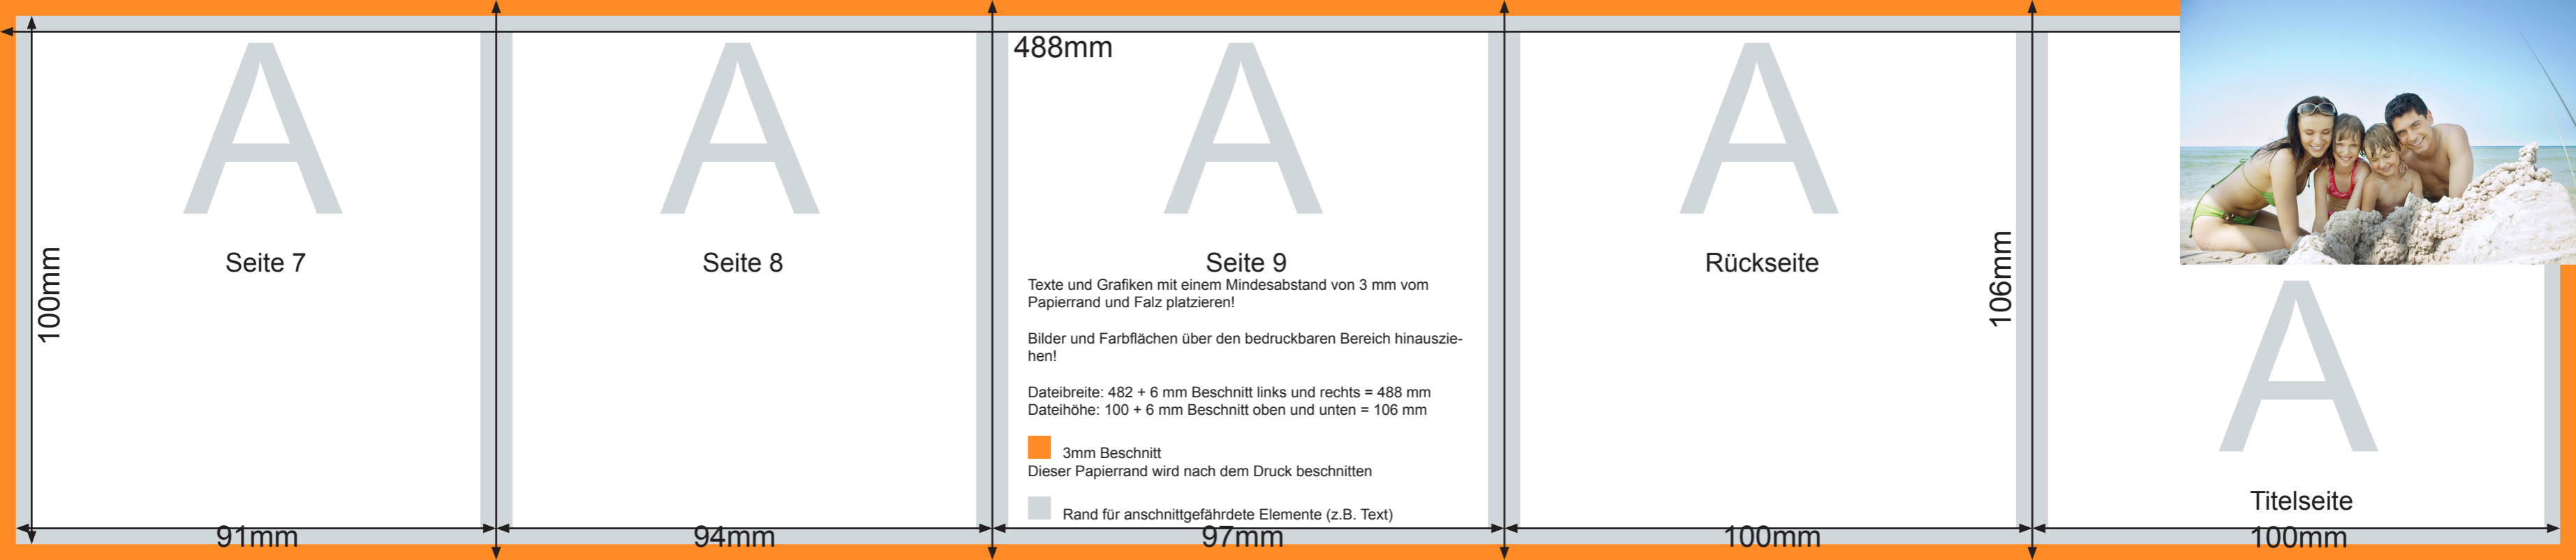 488mm
A
A
A
A
Seite 7
Seite 8
Seite 9
Rückseite
100mm
106mm
Texte und Grafiken mit einem Mindesabstand von 3 mm vom
Papierrand und Falz platzieren!
Bilder und Farbflächen über den bedruckbaren Bereich hinauszie-
hen!
Dateibreite: 482 + 6 mm Beschnitt links und rechts = 488 mm
Dateihöhe: 100 + 6 mm Beschnitt oben und unten = 106 mm
3mm Beschnitt
Dieser Papierrand wird nach dem Druck beschnitten
Rand für anschnittgefährdete Elemente (z.B. Text)
A
Titelseite
91mm
94mm
97mm
100mm
100mm